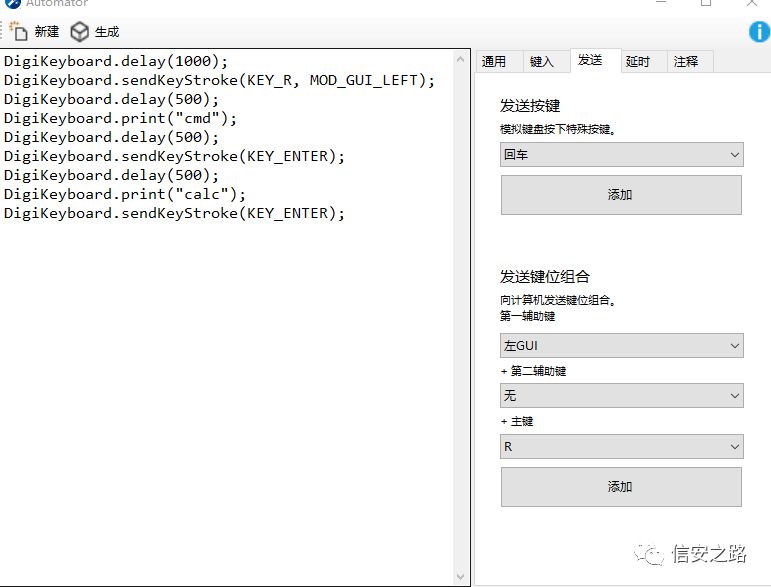 Automator
新建 生成
DigiKeyboard.delay(1000);
DigiKeyboard.sendKeyStroke(KEY_R, MOD_GUI_LEFT);
DigiKeyboard.delay(500);
DigiKeyboard.print("cmd");
DigiKeyboard.delay(500);
DigiKeyboard.sendKeyStroke(KEY_ENTER);
DigiKeyboard.delay(500);
DigiKeyboard.print("calc");
DigiKeyboard.sendKeyStroke(KEY_ENTER);
通用 键入 发送 延时 注释
发送按键
模拟键盘按下特殊按键。
回车
添加
发送键位组合
向计算机发送键位组合。
第一辅助键
左GUI
+ 第二辅助键
无
+ 主键
R
添加
信安之路